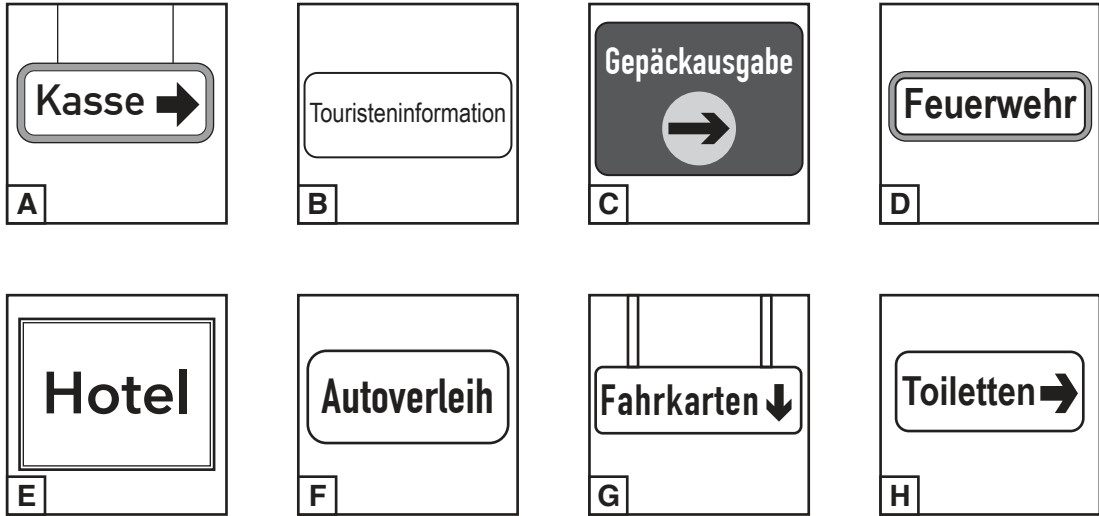 Kasse
A
Touristeninformation
B
Gepäckausgabe
C
Feuerwehr
D
Hotel
E
Autoverleih
F
Fahrkarten
G
Toiletten
H